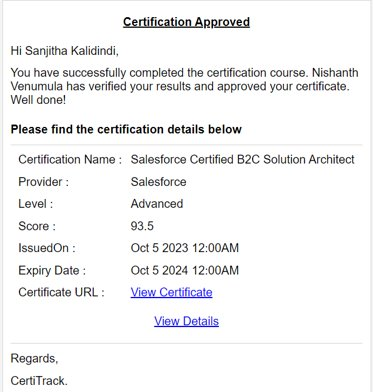 Certification Approved
Hi Sanjitha Kalidindi,
You have successfully completed the certification course. Nishanth
Venumula has verified your results and approved your certificate.
Well done!
Please find the certification details below
Certification Name : Salesforce Certified B2C Solution Architect
Provider : Salesforce
Level : Advanced
Score : 93.5
IssuedOn : Oct 5 2023 12:00AM
Expiry Date : Oct 5 2024 12:00AM
Certificate URL : View Certificate
View Details
Regards,
CertiTrack.